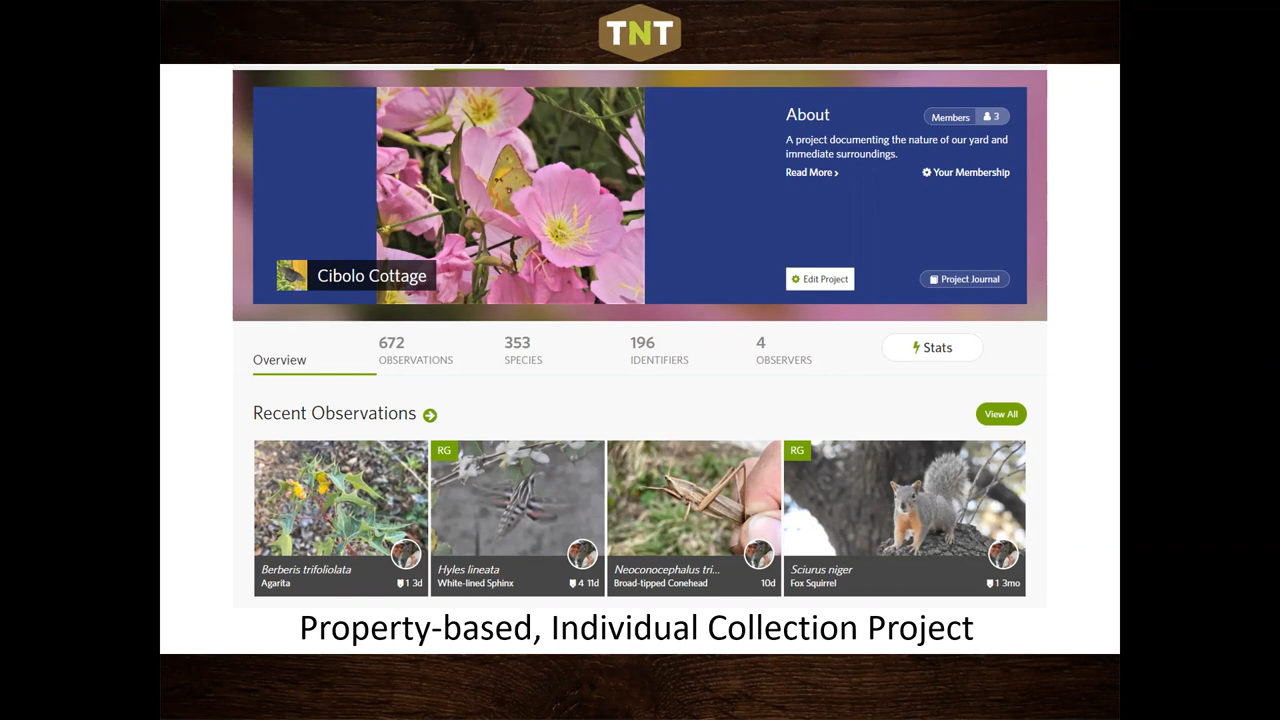 TNT
About
Members 3
A project documenting the nature of our yard and
immediate surroundings.
Read More ›
Your Membership
Cibolo Cottage
Edit Project
Project Journal
Overview
672
OBSERVATIONS
353
SPECIES
196
IDENTIFIERS
4
OBSERVERS
Stats
Recent Observations
View All
Berberis trifoliolata
Agarita
1 3d
RG
Hyles lineata
White-lined Sphinx
4 11d
Neoconocephalus tri...
Broad-tipped Conehead
10d
RG
Sciurus niger
Fox Squirrel
1 3mo
Property-based, Individual Collection Project